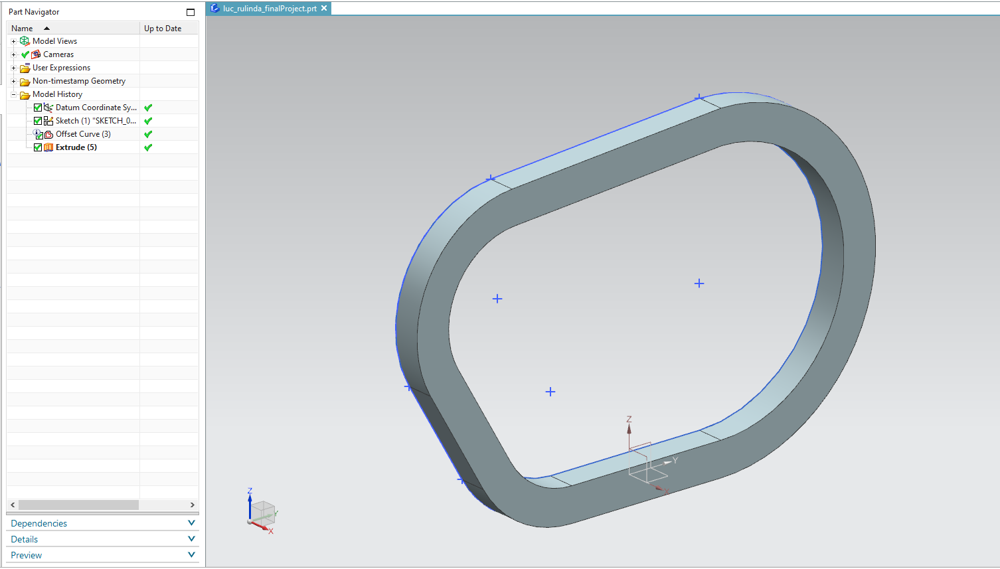 Part Navigator
luc_rulinda_finalProject.prt
Name Up to Date
Model Views
Cameras
User Expressions
Non-timestamp Geometry
Model History
Datum Coordinate Sy...
Sketch (1) "SKETCH_0...
Offset Curve (3)
Extrude (5)
Z
Y
X
Z
Y
X
Dependencies
Details
Preview